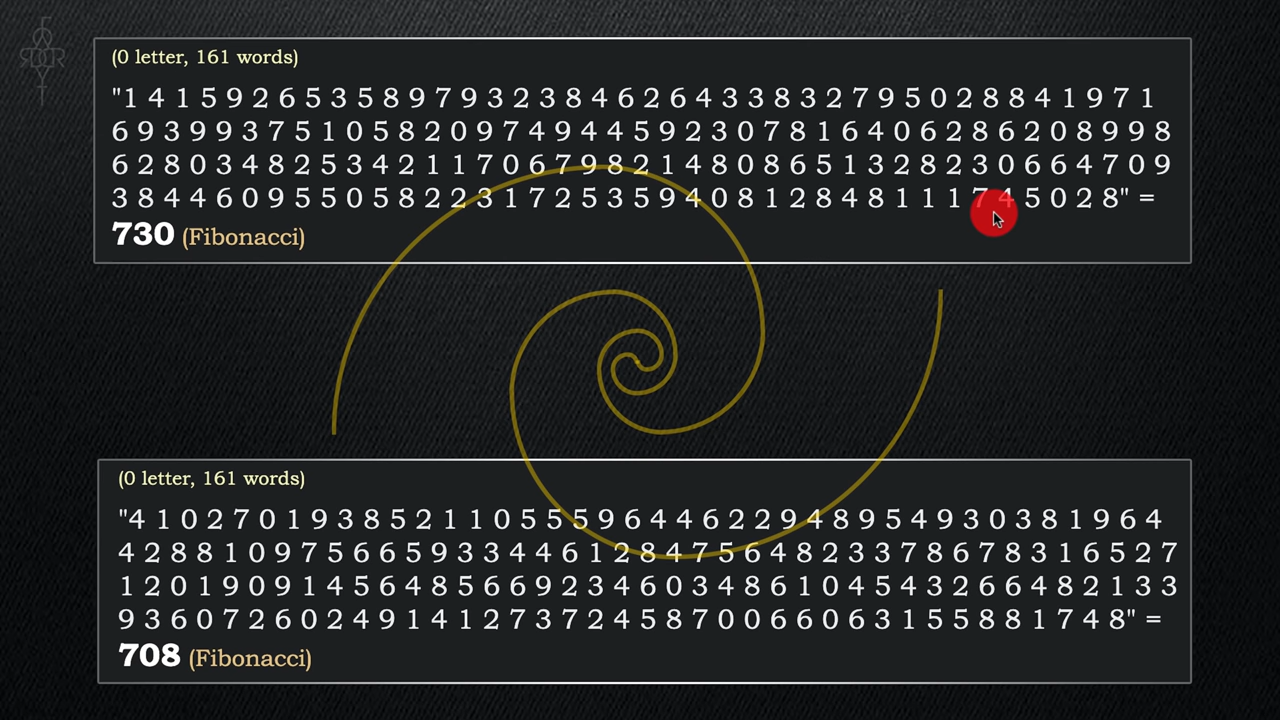 (0 letter, 161 words)
"1 4 1 5 9 2 6 5 3 5 8 9 7 9 3 2 3 8 4 6 2 6 4 3 3 8 3 2 7 9 5 0 2 8 8 4 1 9 7 1
6 9 3 9 9 3 7 5 1 0 5 8 2 0 9 7 4 9 4 4 5 9 2 3 0 7 8 1 6 4 0 6 2 8 6 2 0 8 9 9 8
6 2 8 0 3 4 8 2 5 3 4 2 1 1 7 0 6 7 9 8 2 1 4 8 0 8 6 5 1 3 2 8 2 3 0 6 6 4 7 0 9
3 8 4 4 6 0 9 5 5 0 5 8 2 2 3 1 7 2 5 3 5 9 4 0 8 1 2 8 4 8 1 1 1 7 4 5 0 2 8" =
730 (Fibonacci)
(0 letter, 161 words)
"4 1 0 2 7 0 1 9 3 8 5 2 1 1 0 5 5 5 9 6 4 4 6 2 2 9 4 8 9 5 4 9 3 0 3 8 1 9 6 4
4 2 8 8 1 0 9 7 5 6 6 5 9 3 3 4 4 6 1 2 8 4 7 5 6 4 8 2 3 3 7 8 6 7 8 3 1 6 5 2 7
1 2 0 1 9 0 9 1 4 5 6 4 8 5 6 6 9 2 3 4 6 0 3 4 8 6 1 0 4 5 4 3 2 6 6 4 8 2 1 3 3
9 3 6 0 7 2 6 0 2 4 9 1 4 1 2 7 3 7 2 4 5 8 7 0 0 6 6 0 6 3 1 5 5 8 8 1 7 4 8" =
708 (Fibonacci)